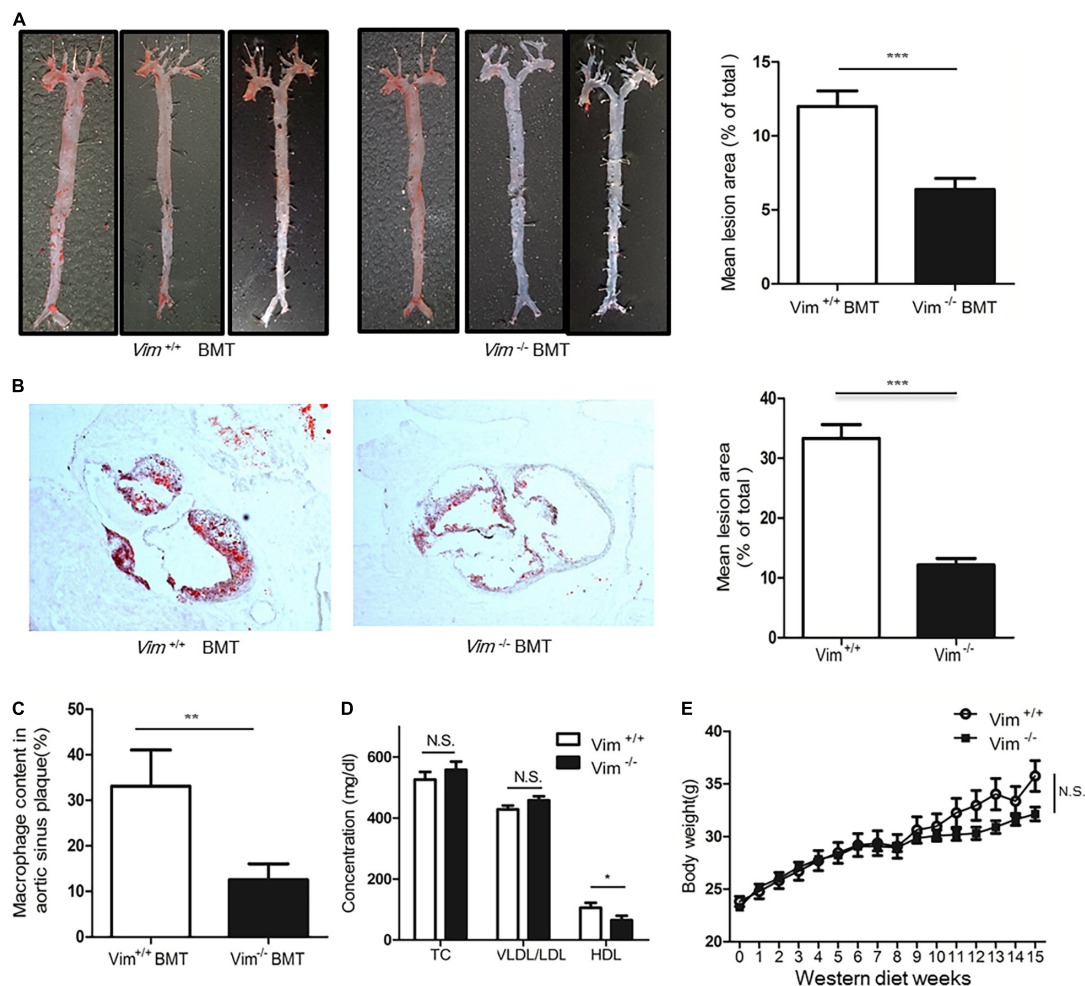 A
Vim +/+ BMT
Vim -/- BMT
Mean lesion area (% of total )
15
10
5
0
***
Vim +/+ BMT
Vim -/- BMT
B
Vim +/+ BMT
Vim -/- BMT
Mean lesion area
(% of total )
40
30
20
10
0
***
Vim+/+
Vim-/-
C
Macrophage content in
aortic sinus plaque(%)
50
40
30
20
10
0
**
Vim+/+ BMT
Vim-/- BMT
D
Concentration (mg/dl)
600
400
200
0
N.S.
N.S.
*
Vim +/+
Vim -/-
TC
VLDL/LDL
HDL
E
Body weight(g)
40
35
30
25
20
Vim +/+
Vim -/-
N.S.
0 1 2 3 4 5 6 7 8 9 10 11 12 13 14 15
Western diet weeks